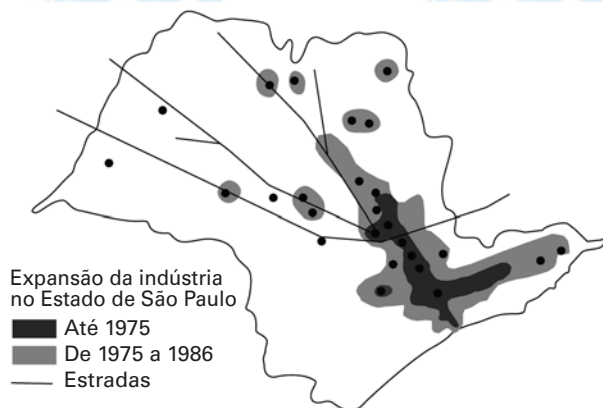 Expansão da indústria
no Estado de São Paulo
Até 1975
De 1975 a 1986
Estradas